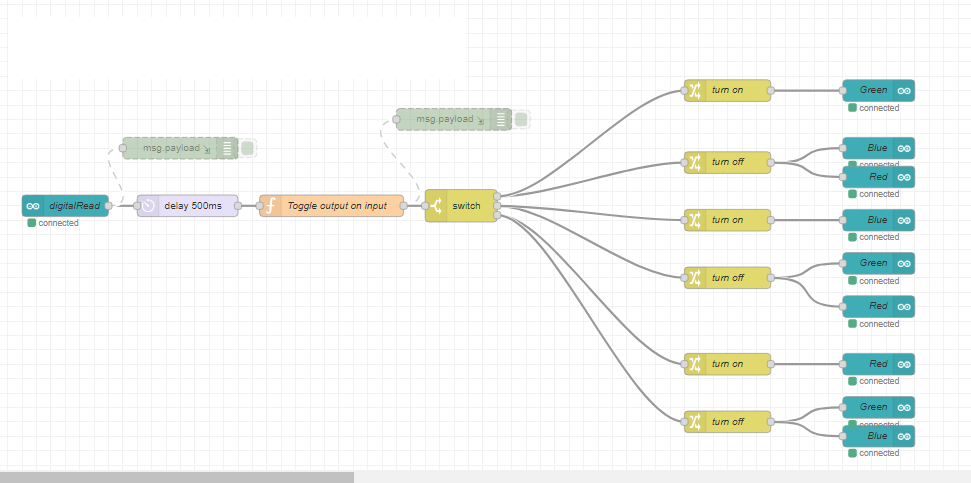 turn on
Green
connected
msg.payload
msg.payload
Blue
connected
turn off
Red
connected
digitalRead
delay 500ms
Toggle output on input
switch
connected
turn on
Blue
connected
turn off
Green
connected
Red
connected
turn on
Red
connected
turn off
Green
connected
Blue
connected